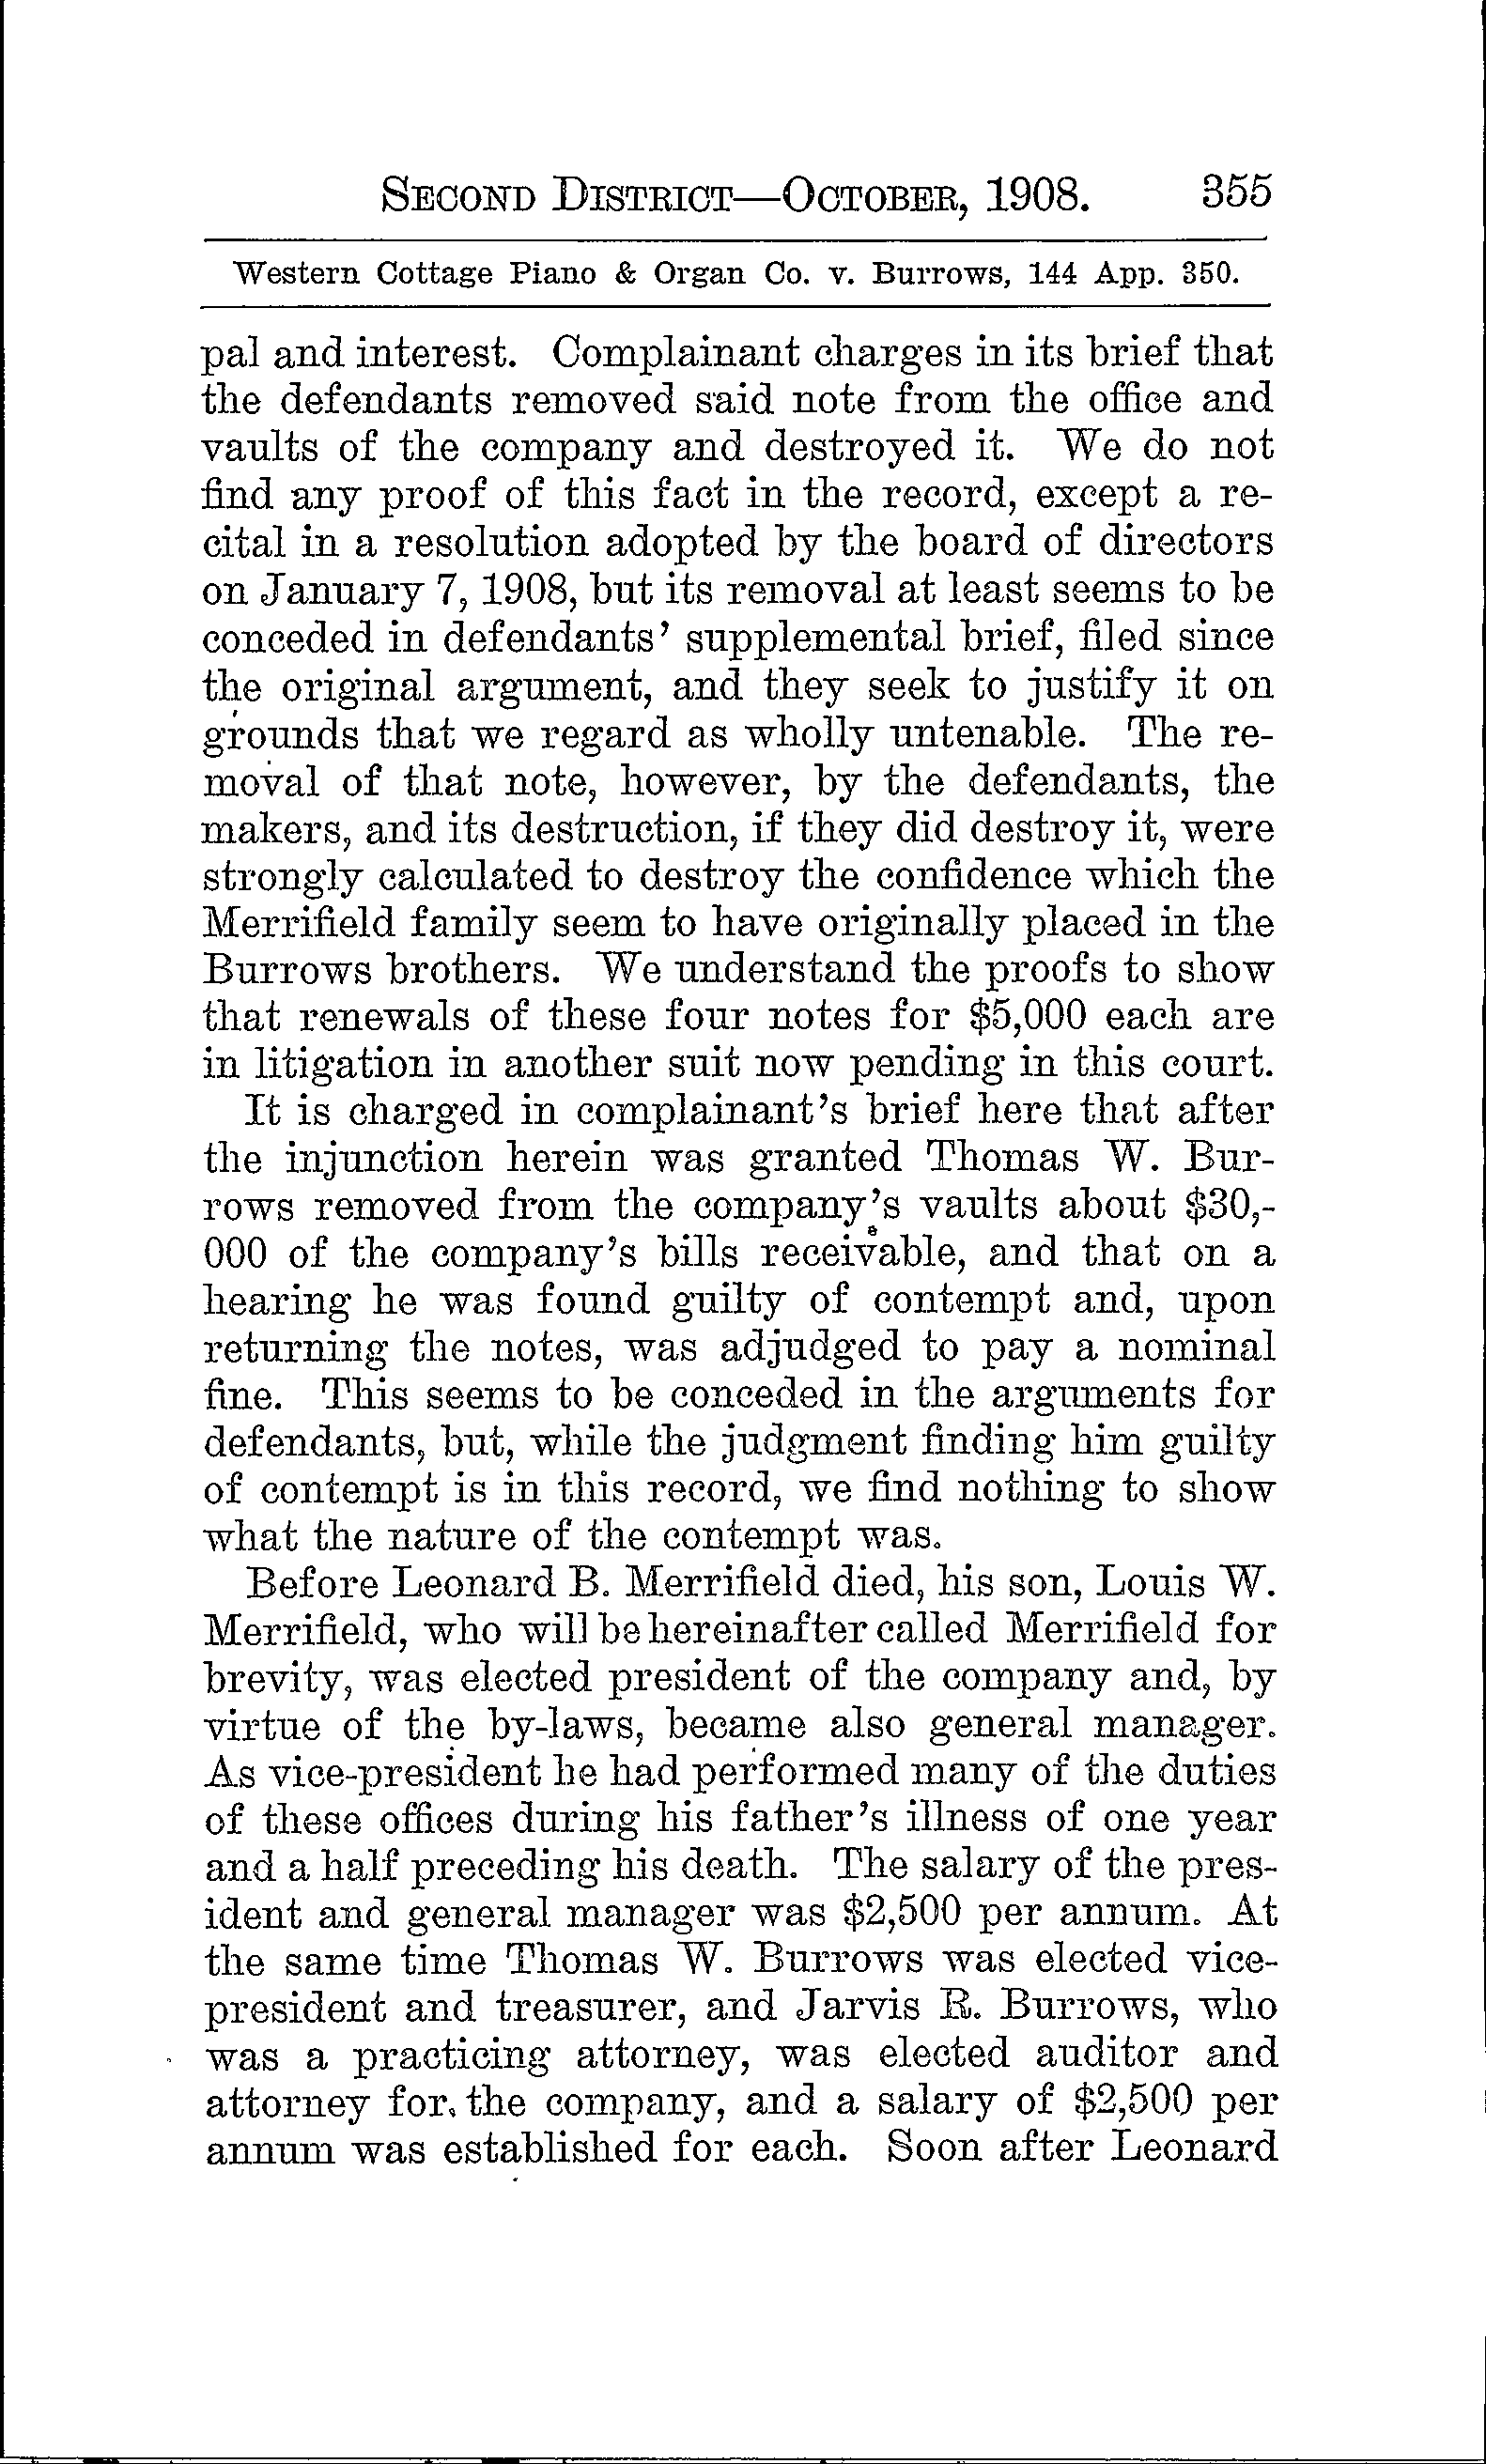 SECOND DISTRICT—OCTOBER, 1908. 355
Western Cottage Piano & Organ Co. v. Burrows, 144 App. 350.
pal and interest. Complainant charges in its brief that
the defendants removed said note from the office and
vaults of the company and destroyed it. We do not
find any proof of this fact in the record, except a re-
cital in a resolution adopted by the board of directors
on January 7, 1908, but its removal at least seems to be
conceded in defendants' supplemental brief, filed since
the original argument, and they seek to justify it on
grounds that we regard as wholly untenable. The re-
moval of that note, however, by the defendants, the
makers, and its destruction, if they did destroy it, were
strongly calculated to destroy the confidence which the
Merrifield family seem to have originally placed in the
Burrows brothers. We understand the proofs to show
that renewals of these four notes for $5,000 each are
in litigation in another suit now pending in this court.
It is charged in complainant's brief here that after
the injunction herein was granted Thomas W. Bur-
rows removed from the company's vaults about $30,-
000 of the company's bills receivable, and that on a
hearing he was found guilty of contempt and, upon
returning the notes, was adjudged to pay a nominal
fine. This seems to be conceded in the arguments for
defendants, but, while the judgment finding him guilty
of contempt is in this record, we find nothing to show
what the nature of the contempt was.
Before Leonard B. Merrifield died, his son, Louis W.
Merrifield, who will be hereinafter called Merrifield for
brevity, was elected president of the company and, by
virtue of the by-laws, became also general manager.
As vice-president he had performed many of the duties
of these offices during his father's illness of one year
and a half preceding his death. The salary of the pres-
ident and general manager was $2,500 per annum. At
the same time Thomas W. Burrows was elected vice-
president and treasurer, and Jarvis R. Burrows, who
was a practicing attorney, was elected auditor and
attorney for the company, and a salary of $2,500 per
annum was established for each. Soon after Leonard